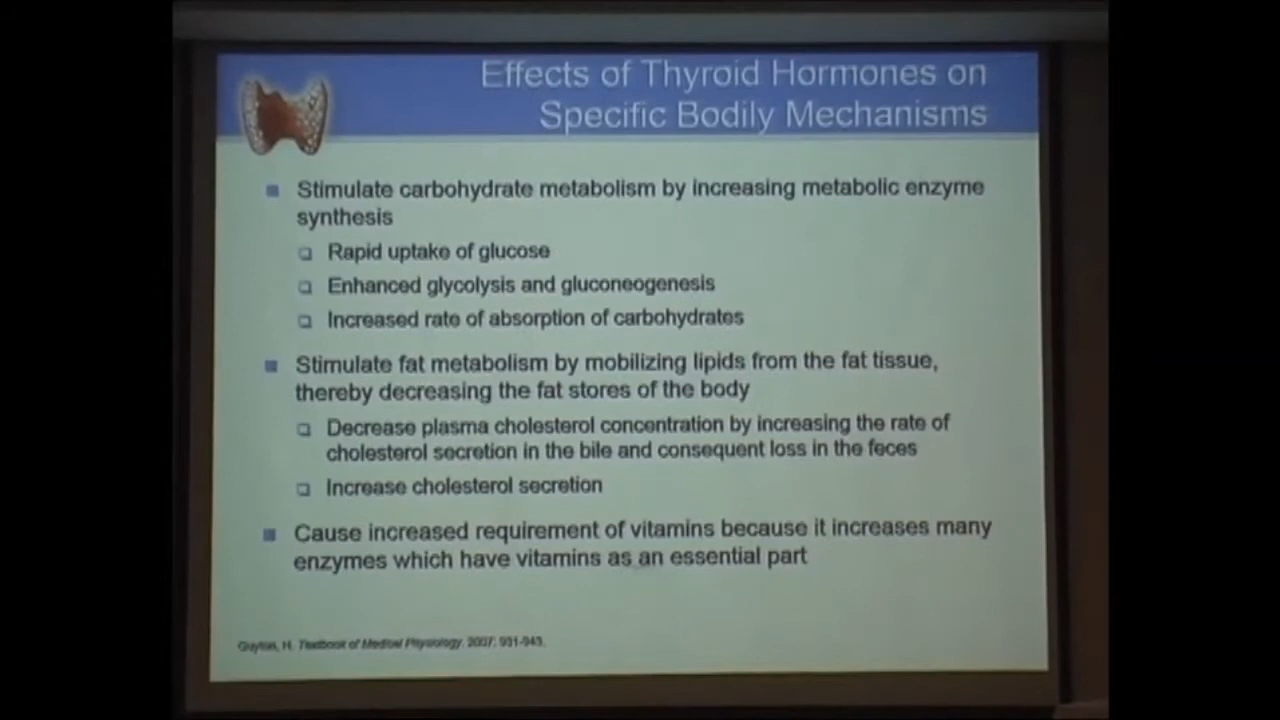 Effects of Thyroid Hormones on
Specific Bodily Mechanisms
Stimulate carbohydrate metabolism by increasing metabolic enzyme
synthesis
Rapid uptake of glucose
Enhanced glycolysis and gluconeogenesis
Increased rate of absorption of carbohydrates
Stimulate fat metabolism by mobilizing lipids from the fat tissue,
thereby decreasing the fat stores of the body
Decrease plasma cholesterol concentration by increasing the rate of
cholesterol secretion in the bile and consequent loss in the feces
Increase cholesterol secretion
Cause increased requirement of vitamins because it increases many
enzymes which have vitamins as an essential part
Guyton, H. Textbook of Medical Physiology. 2007: 931-943.